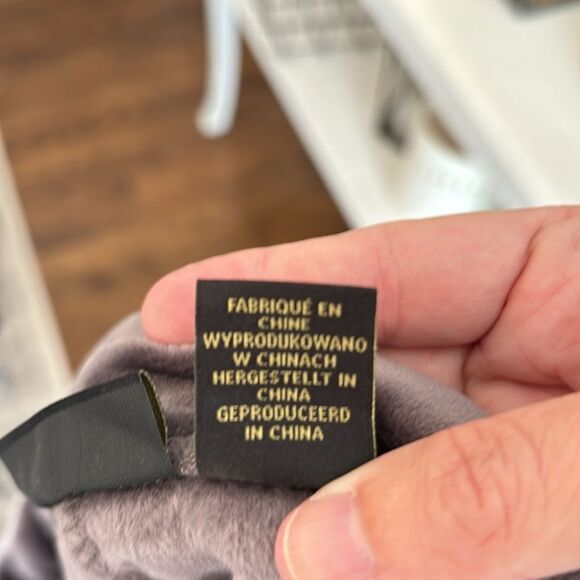 FABRIQUÉ EN
CHINE
WYPRODUKOWANO
W CHINACH
HERGESTELLT IN
CHINA
GEPRODUCEERD
IN CHINA